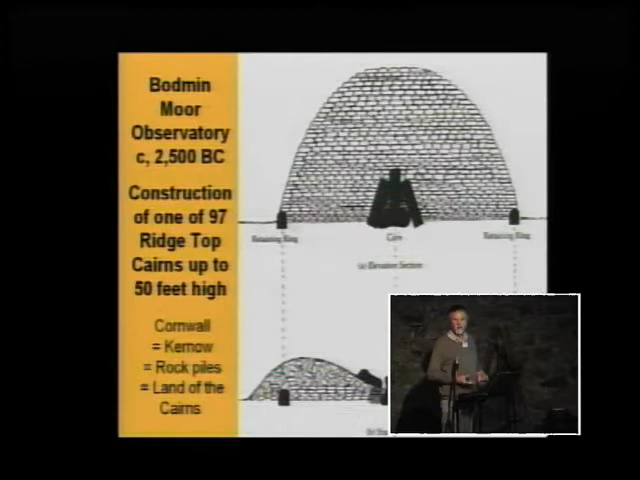 Bodmin
Moor
Observatory
c, 2,500 BC
Construction
of one of 97
Ridge Top
Cairns up to
50 feet high
Cornwall
= Kernow
= Rock piles
= Land of the
Cairns
Retaining Ring
Cairn
Retaining Ring
(a) Elevation Section